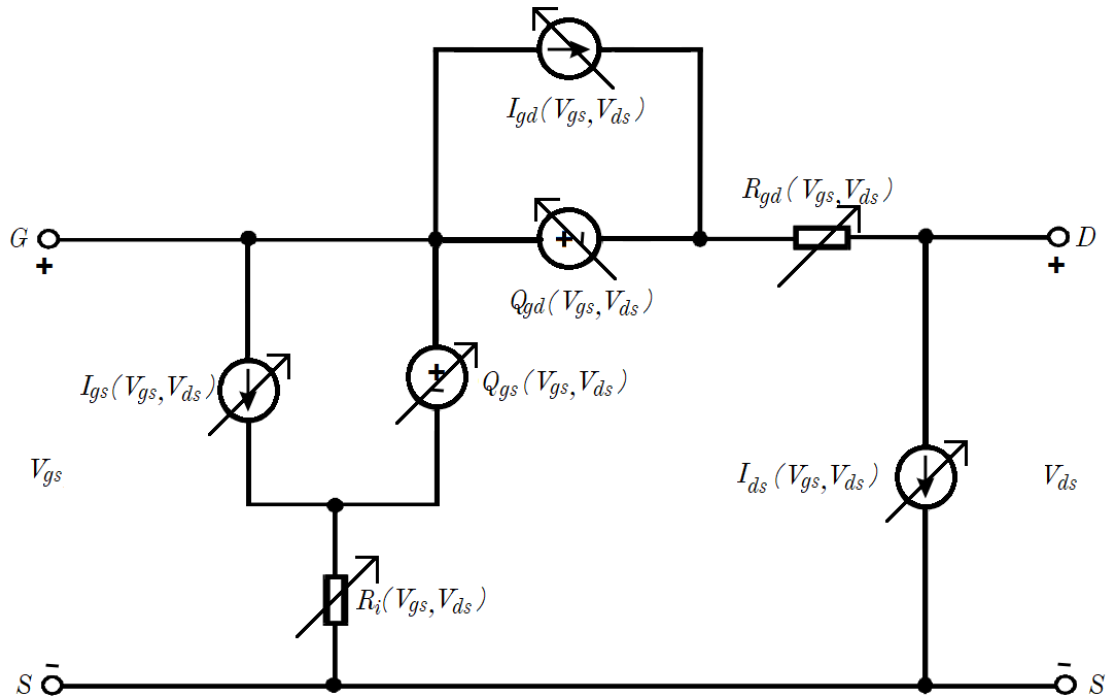 I_gd(V_gs,V_ds)
R_gd(V_gs,V_ds)
G
+
+ -
D
+
Q_gd(V_gs,V_ds)
I_gs(V_gs,V_ds)
+
-
Q_gs(V_gs,V_ds)
V_gs
I_ds(V_gs,V_ds)
V_ds
R_i(V_gs,V_ds)
S
-
-
S